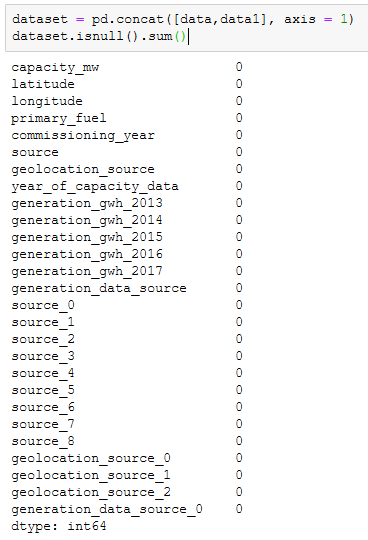 dataset = pd.concat([data,data1], axis = 1)
dataset.isnull().sum()
capacity_mw 0
latitude 0
longitude 0
primary_fuel 0
commissioning_year 0
source 0
geolocation_source 0
year_of_capacity_data 0
generation_gwh_2013 0
generation_gwh_2014 0
generation_gwh_2015 0
generation_gwh_2016 0
generation_gwh_2017 0
generation_data_source 0
source_0 0
source_1 0
source_2 0
source_3 0
source_4 0
source_5 0
source_6 0
source_7 0
source_8 0
geolocation_source_0 0
geolocation_source_1 0
geolocation_source_2 0
generation_data_source_0 0
dtype: int64